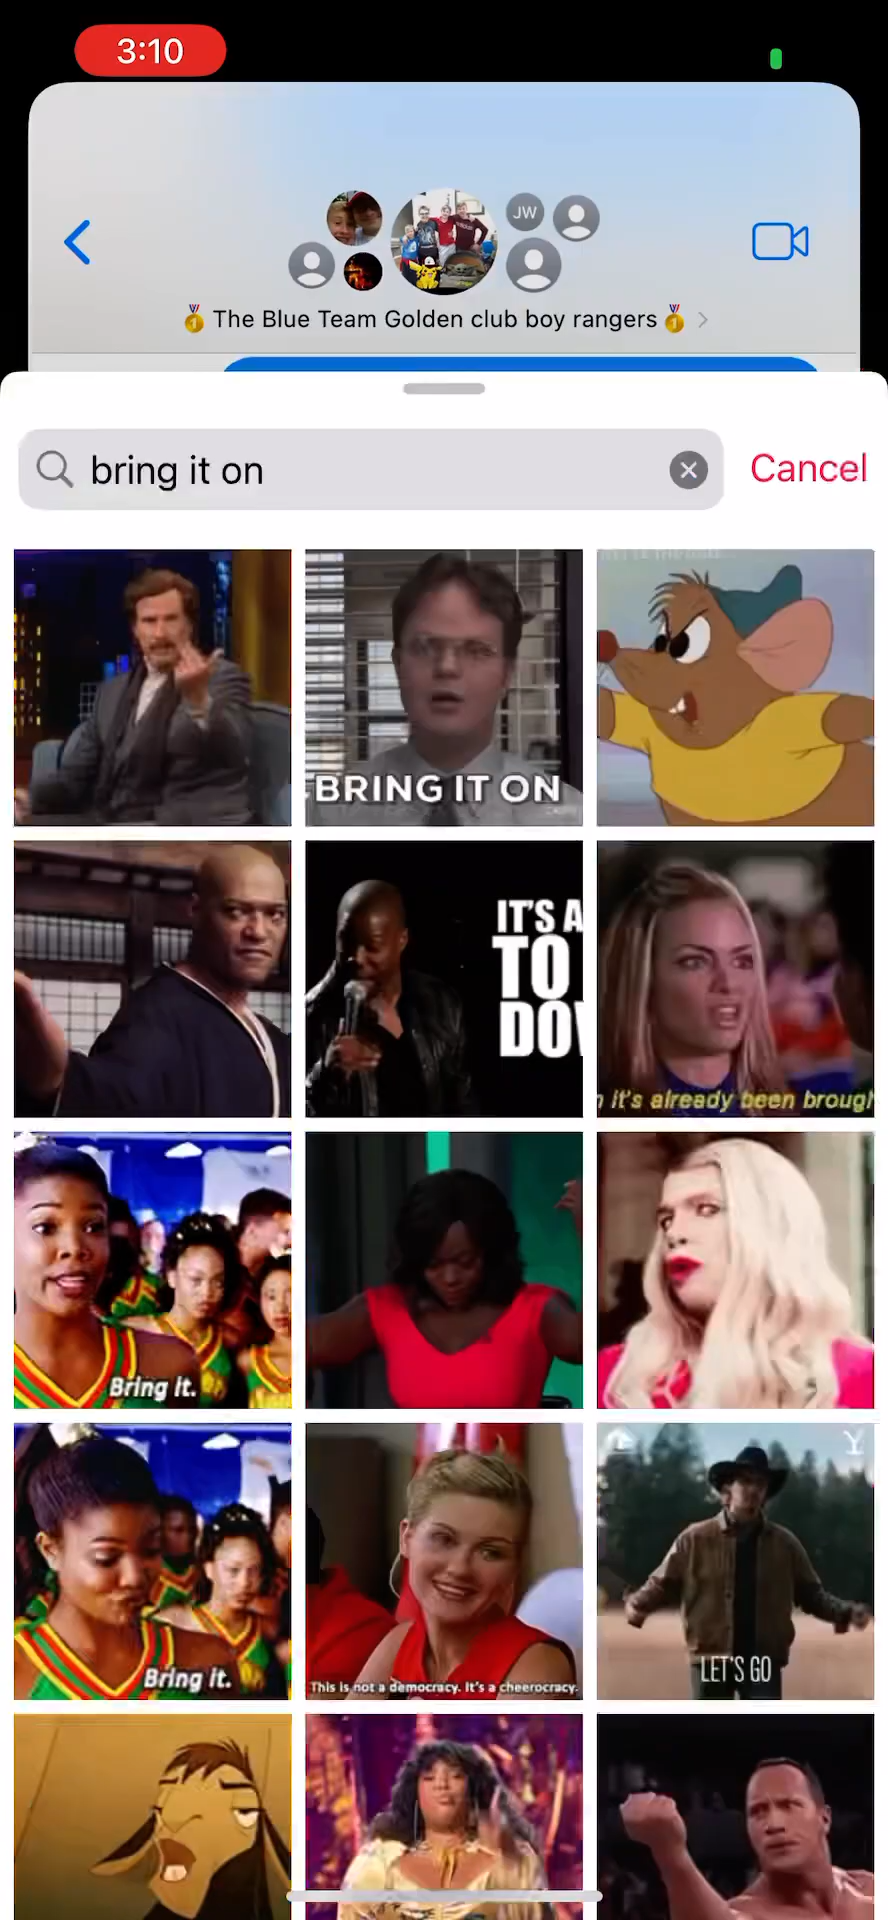 3:10
JW
🏅 The Blue Team Golden club boy rangers 🏅
bring it on
Cancel
BRING IT ON
IT'S A
TO
DOW
it's already been brough
Bring it.
Bring it.
This is not a democracy. It's a cheerocracy.
Y
LET'S GO